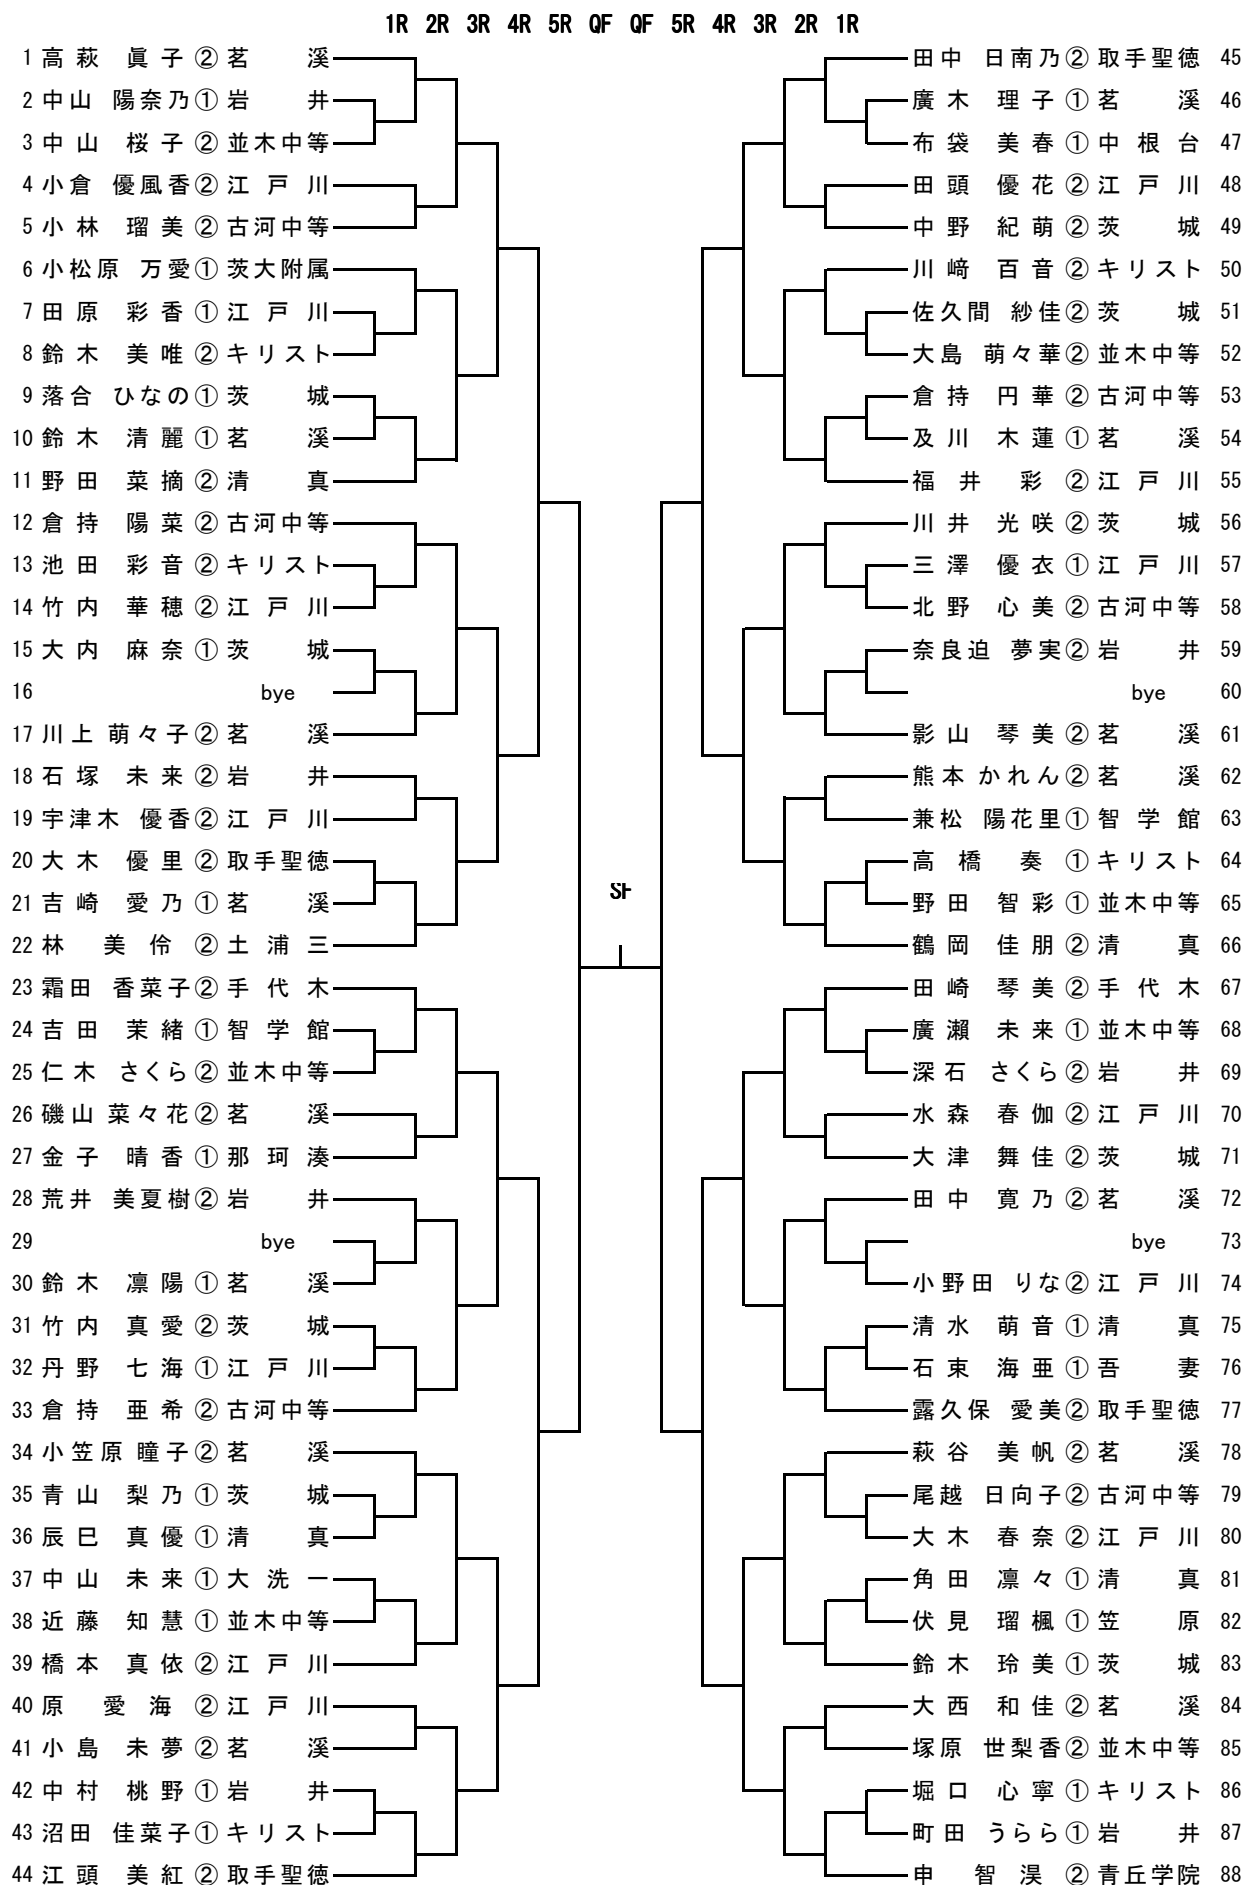 1R 2R 3R 4R 5R QF QF 5R 4R 3R 2R 1R
1 高萩 眞子 ② 茗溪
2 中山 陽奈乃 ① 岩井
3 中山 桜子 ② 並木中等
4 小倉 優風香 ② 江戸川
5 小林 瑠美 ② 古河中等
6 小松原 万愛 ① 茨大附属
7 田原 彩香 ① 江戸川
8 鈴木 美唯 ② キリスト
9 落合 ひなの ① 茨城
10 鈴木 清麗 ① 茗溪
11 野田 菜摘 ② 清真
12 倉持 陽菜 ② 古河中等
13 池田 彩音 ② キリスト
14 竹内 華穂 ② 江戸川
15 大内 麻奈 ① 茨城
16 bye
17 川上 萌々子 ② 茗溪
18 石塚 未来 ② 岩井
19 宇津木 優香 ② 江戸川
20 大木 優里 ② 取手聖徳
21 吉崎 愛乃 ① 茗溪
22 林 美伶 ② 土浦三
23 霜田 香菜子 ② 手代木
24 吉田 茉緒 ① 智学館
25 仁木 さくら ② 並木中等
26 磯山 菜々花 ② 茗溪
27 金子 晴香 ① 那珂湊
28 荒井 美夏樹 ② 岩井
29 bye
30 鈴木 凛陽 ① 茗溪
31 竹内 真愛 ② 茨城
32 丹野 七海 ① 江戸川
33 倉持 亜希 ② 古河中等
34 小笠原 瞳子 ② 茗溪
35 青山 梨乃 ① 茨城
36 辰巳 真優 ① 清真
37 中山 未来 ① 大洗一
38 近藤 知慧 ① 並木中等
39 橋本 真依 ② 江戸川
40 原 愛海 ② 江戸川
41 小島 未夢 ② 茗溪
42 中村 桃野 ① 岩井
43 沼田 佳菜子 ① キリスト
44 江頭 美紅 ② 取手聖徳
SF
田中 日南乃 ② 取手聖徳 45
廣木 理子 ① 茗溪 46
布袋 美春 ① 中根台 47
田頭 優花 ② 江戸川 48
中野 紀萌 ② 茨城 49
川﨑 百音 ② キリスト 50
佐久間 紗佳 ② 茨城 51
大島 萌々華 ② 並木中等 52
倉持 円華 ② 古河中等 53
及川 木蓮 ① 茗溪 54
福井 彩 ② 江戸川 55
川井 光咲 ② 茨城 56
三澤 優衣 ① 江戸川 57
北野 心美 ② 古河中等 58
奈良迫 夢実 ② 岩井 59
bye 60
影山 琴美 ② 茗溪 61
熊本 かれん ② 茗溪 62
兼松 陽花里 ① 智学館 63
高橋 奏 ① キリスト 64
野田 智彩 ① 並木中等 65
鶴岡 佳朋 ② 清真 66
田崎 琴美 ② 手代木 67
廣瀬 未来 ① 並木中等 68
深石 さくら ② 岩井 69
水森 春伽 ② 江戸川 70
大津 舞佳 ② 茨城 71
田中 寛乃 ② 茗溪 72
bye 73
小野田 りな ② 江戸川 74
清水 萌音 ① 清真 75
石束 海亜 ① 吾妻 76
露久保 愛美 ② 取手聖徳 77
萩谷 美帆 ② 茗溪 78
尾越 日向子 ② 古河中等 79
大木 春奈 ② 江戸川 80
角田 凛々 ① 清真 81
伏見 瑠楓 ① 笠原 82
鈴木 玲美 ① 茨城 83
大西 和佳 ② 茗溪 84
塚原 世梨香 ② 並木中等 85
堀口 心寧 ① キリスト 86
町田 うらら ① 岩井 87
申 智淏 ② 青丘学院 88